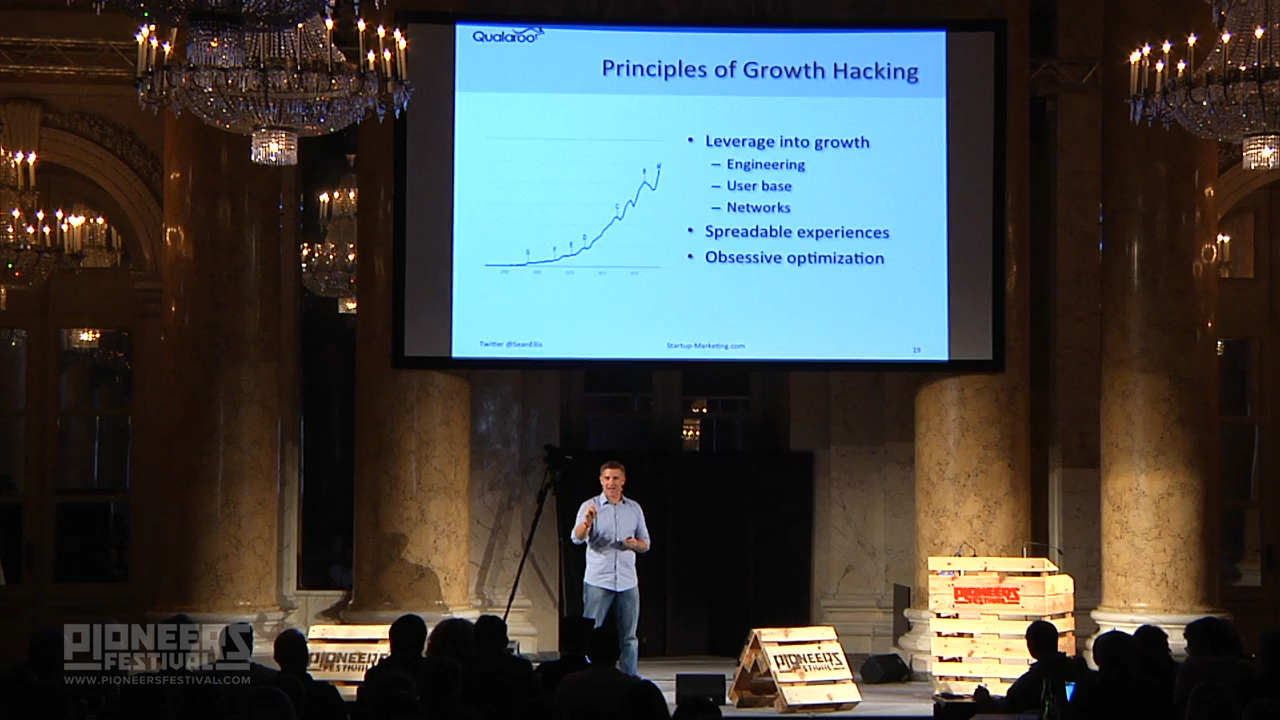 Qualaroo
Principles of Growth Hacking
• Leverage into growth
– Engineering
– User base
– Networks
• Spreadable experiences
• Obsessive optimization
Twitter @SeanEllis
Startup-Marketing.com
19
PIONEERS
FESTIVAL
PIONEERS
FESTIVAL
PIONEERS
FESTIVAL
PIONEERS
FESTIVAL
WWW.PIONEERSFESTIVAL.COM